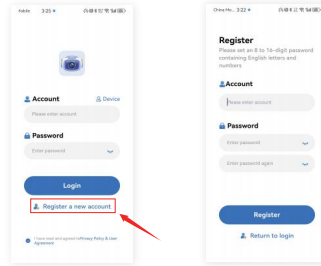 3:25
Account
Device
Please enter account
Password
Enter password
Login
Register a new account
I have read and agreed to Privacy Policy & User
Agreement
China Mo... 3:22
Register
Please set an 8 to 16-digit password
containing English letters and
numbers
Account
Please enter account
Password
Enter password
Enter password again
Register
Return to login